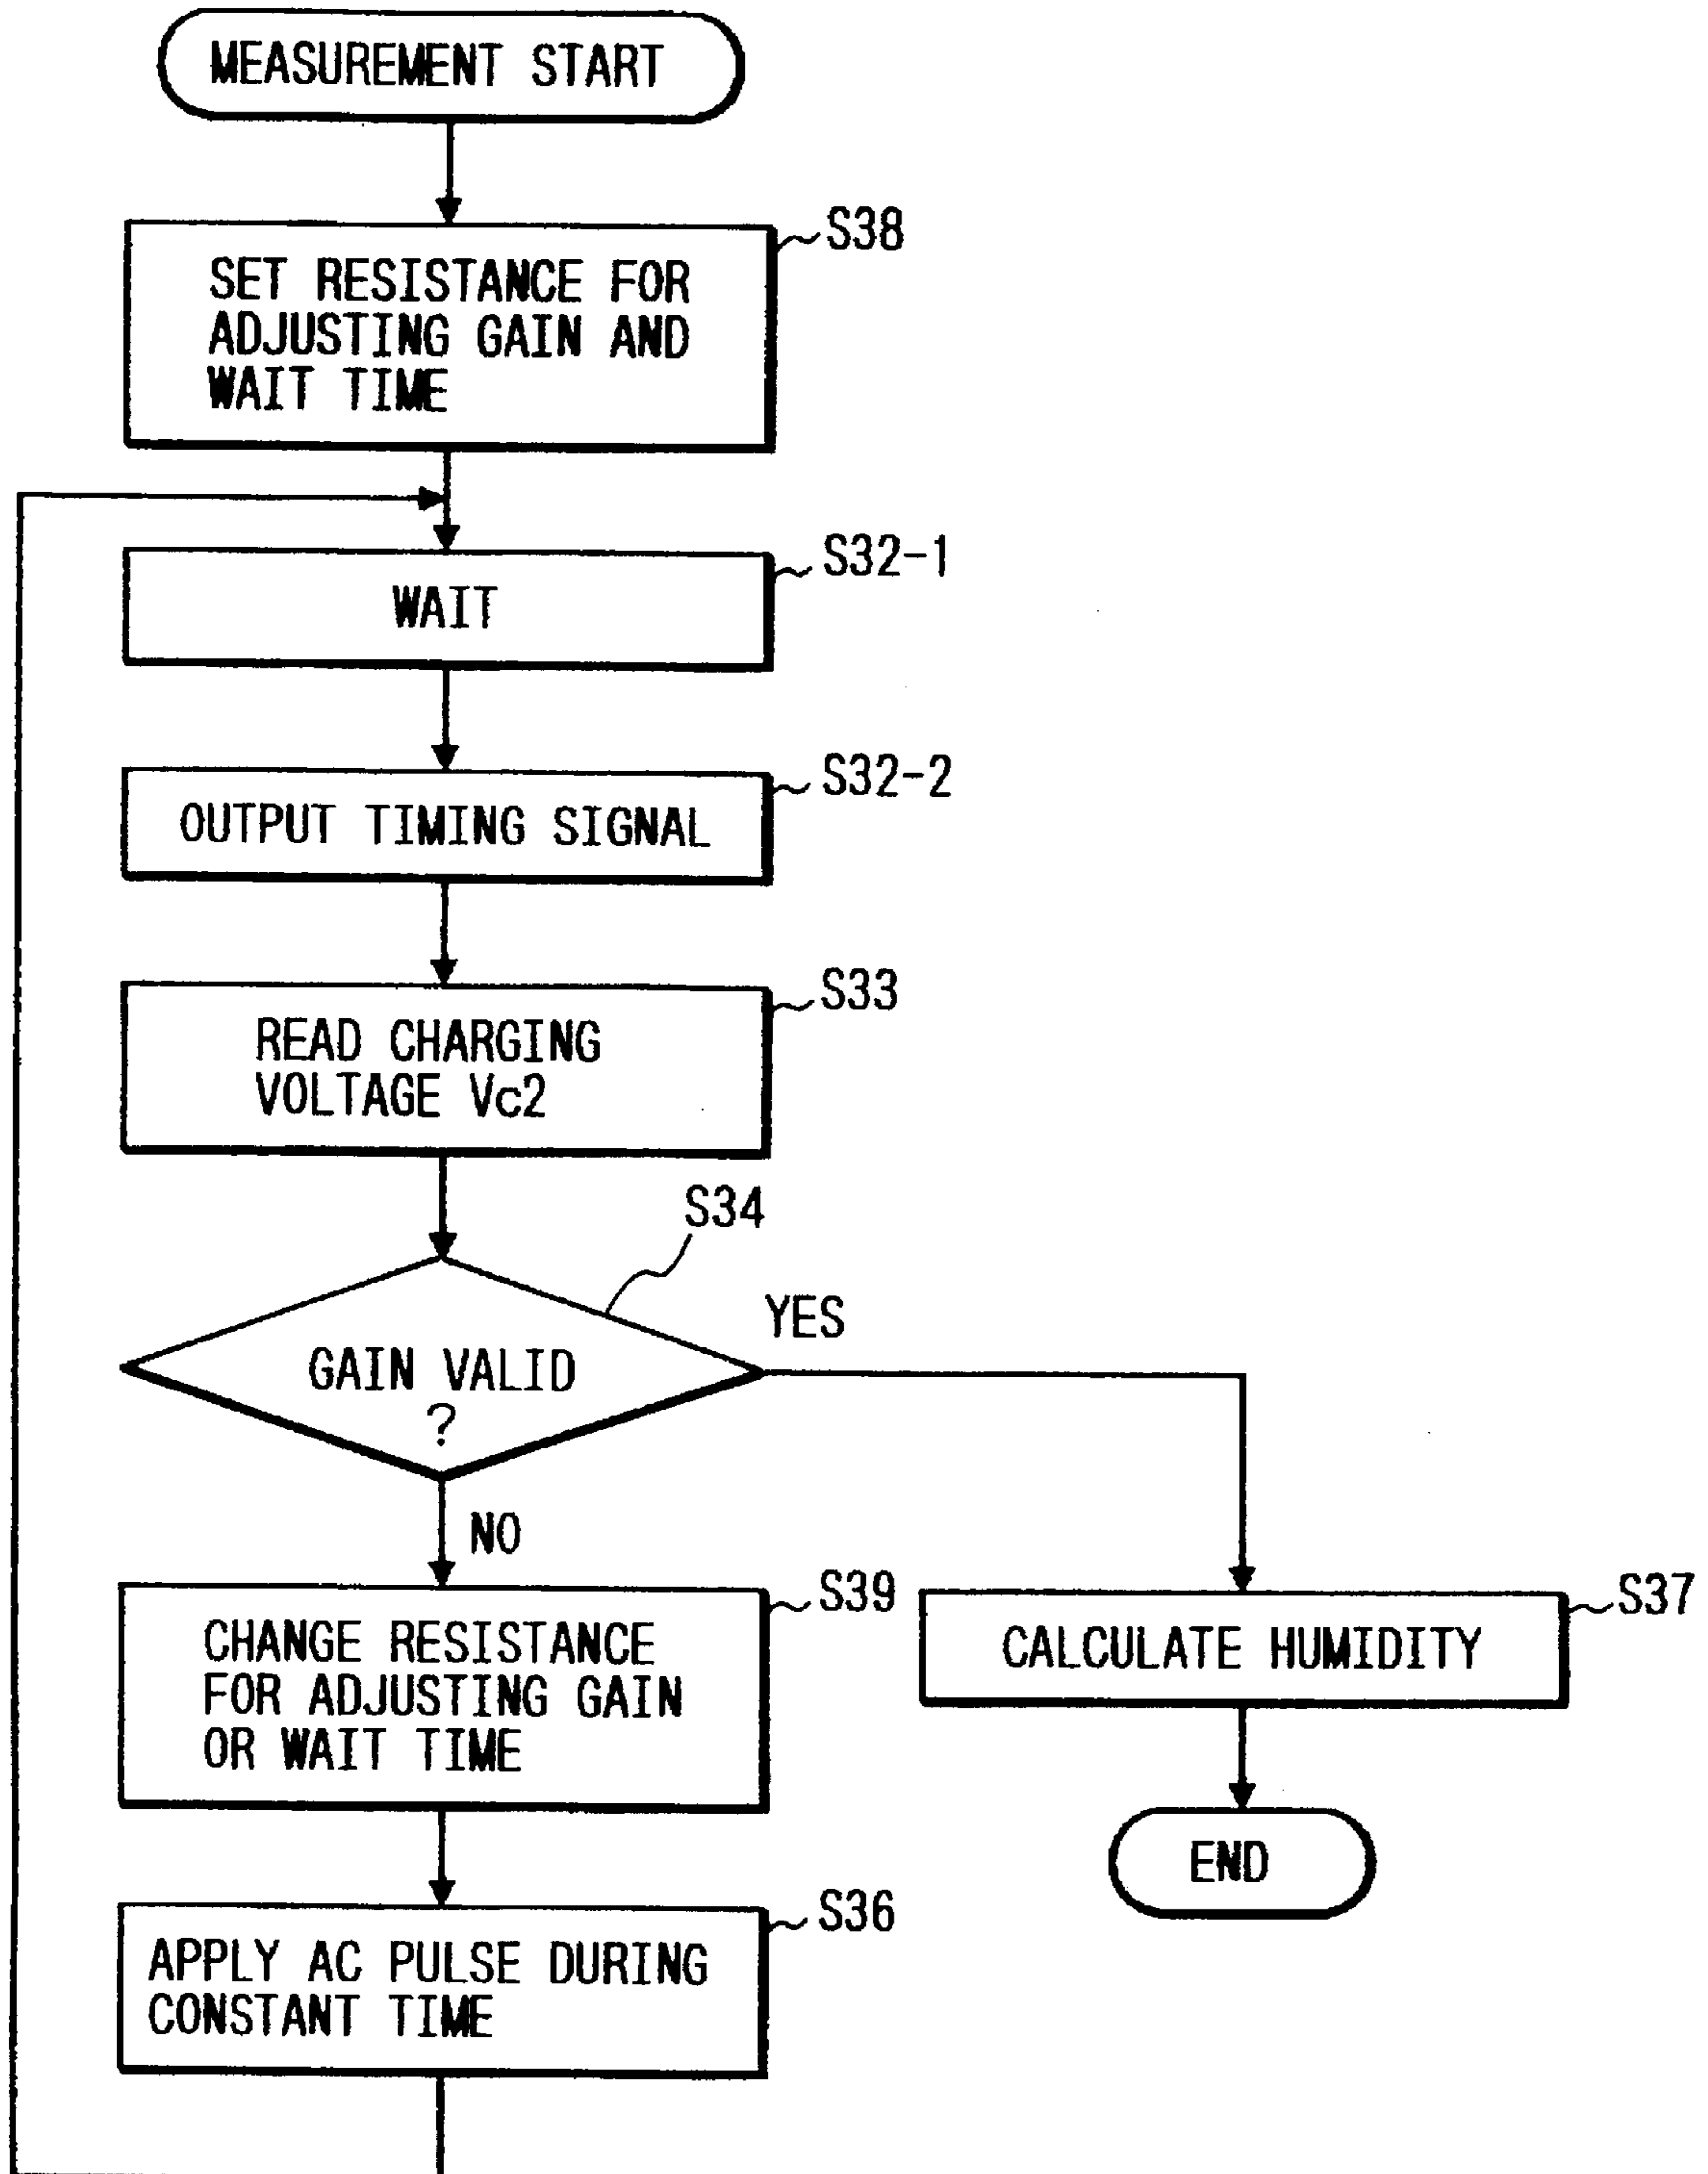 MEASUREMENT START
S38
SET RESISTANCE FOR
ADJUSTING GAIN AND
WAIT TIME
S32-1
WAIT
S32-2
OUTPUT TIMING SIGNAL
S33
READ CHARGING
VOLTAGE Vc2
S34
YES
GAIN VALID
?
NO
S39
CHANGE RESISTANCE
FOR ADJUSTING GAIN
OR WAIT TIME
S37
CALCULATE HUMIDITY
END
S36
APPLY AC PULSE DURING
CONSTANT TIME